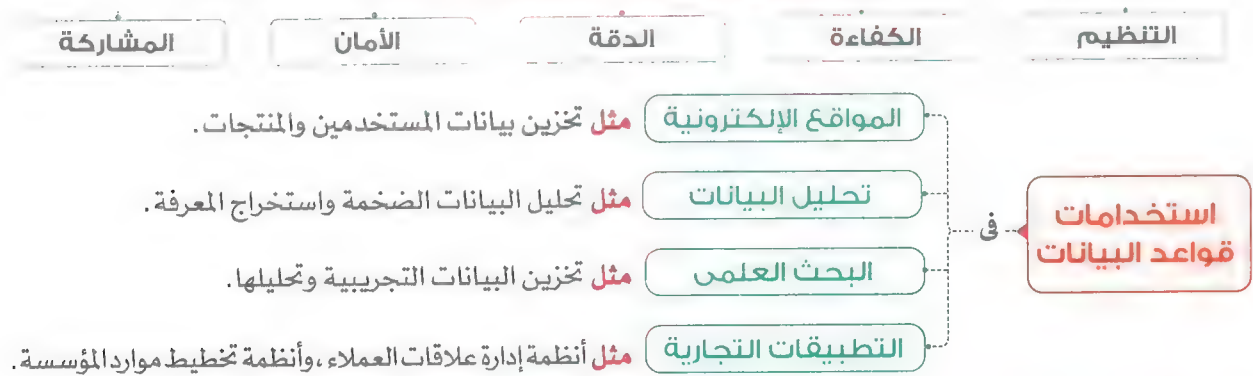 التنظيم
الكفاءة
الدقة
الأمان
المشاركة
استخدامات
قواعد البيانات
فى
المواقع الإلكترونية مثل تخزين بيانات المستخدمين والمنتجات.
تحليل البيانات مثل تحليل البيانات الضخمة واستخراج المعرفة.
البحث العلمى مثل تخزين البيانات التجريبية وتحليلها.
التطبيقات التجارية مثل أنظمة إدارة علاقات العملاء، وأنظمة تخطيط موارد المؤسسة.